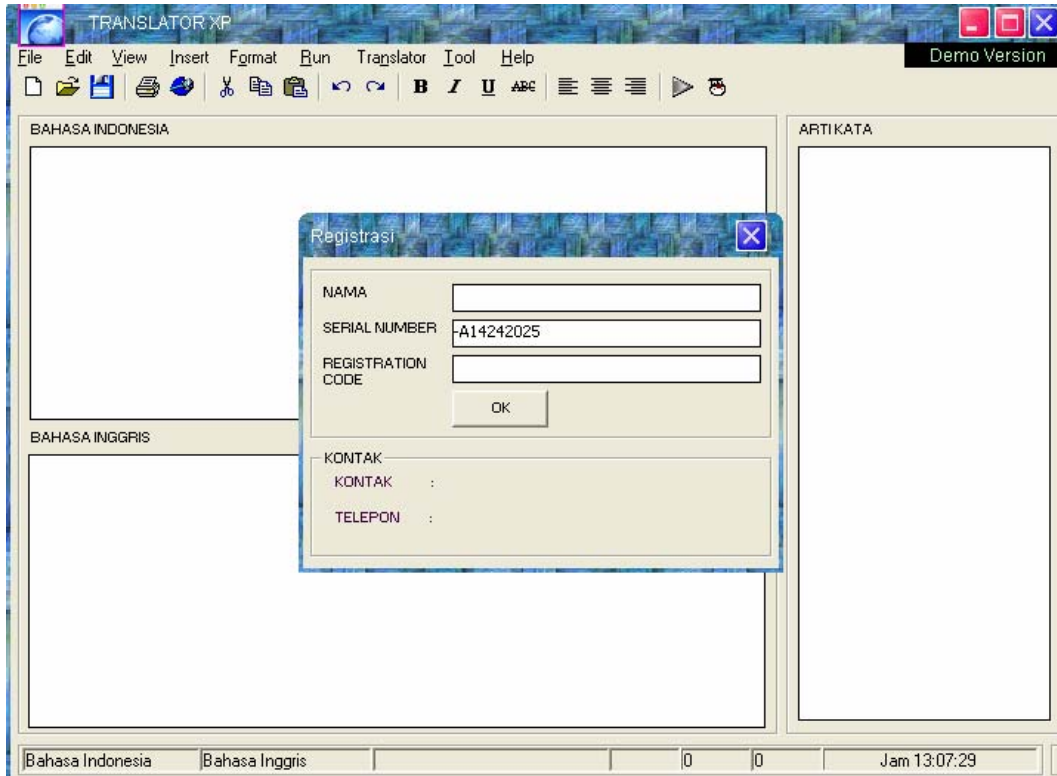 TRANSLATOR XP
File Edit View Insert Format Run Translator Tool Help
Demo Version
B I U ABC
BAHASA INDONESIA
ARTI KATA
Registrasi
NAMA
SERIAL NUMBER -A14242025
REGISTRATION
CODE
OK
BAHASA INGGRIS
KONTAK
KONTAK :
TELEPON :
Bahasa Indonesia Bahasa Inggris 0 0 Jam 13:07:29